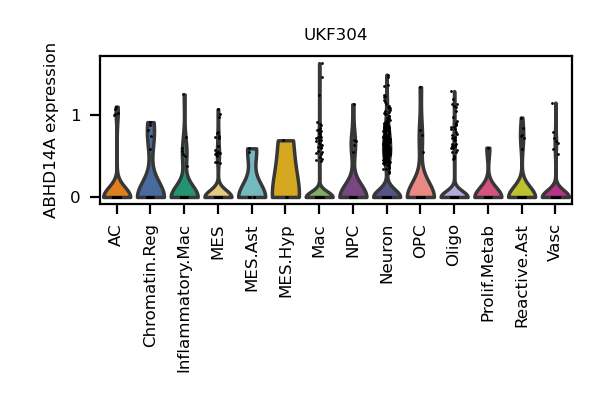 UKF304
ABHD14A expression
1
0
AC
Chromatin.Reg
Inflammatory.Mac
MES
MES.Ast
MES.Hyp
Mac
NPC
Neuron
OPC
Oligo
Prolif.Metab
Reactive.Ast
Vasc